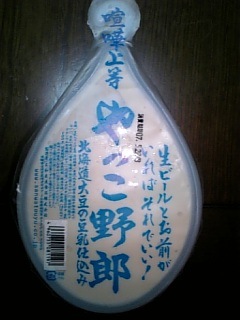 喧嘩上等
やっこ野郎
生ビールとお前が
いればそれでいい！
北海道大豆の豆乳仕込み